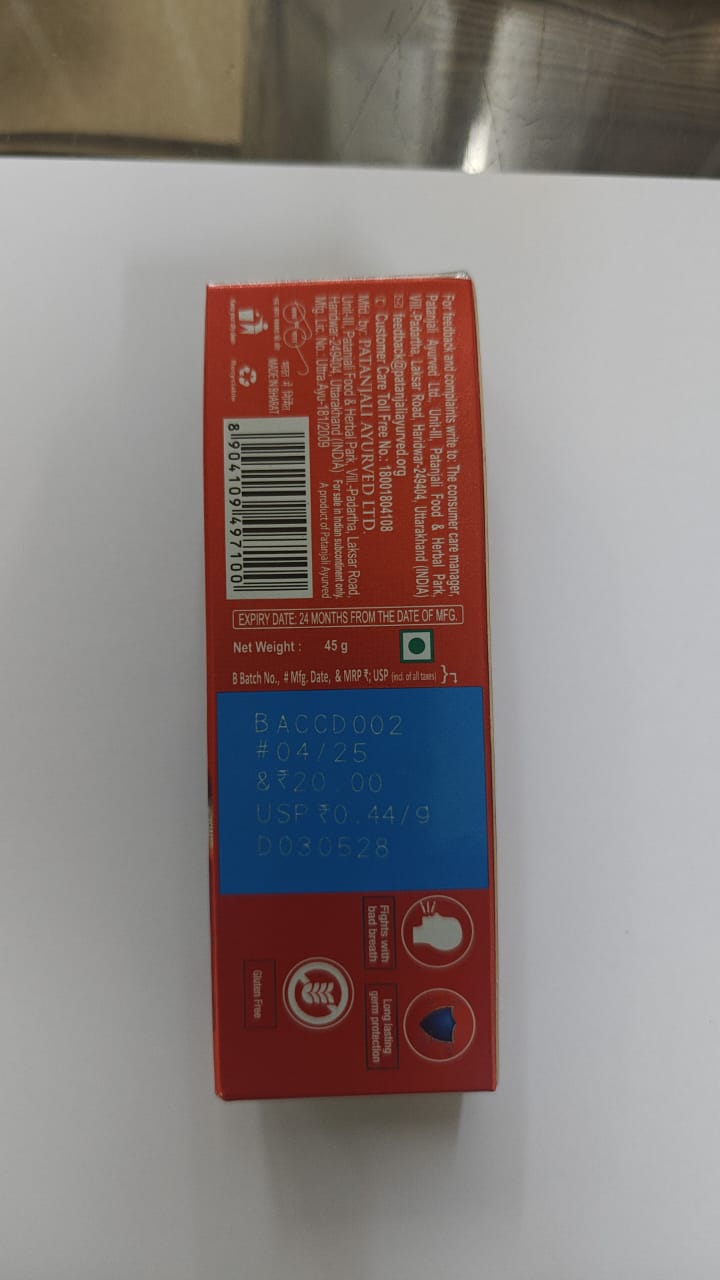 For feedback and complaints write to: The consumer care manager,
Patanjali Ayurved Ltd., Unit-III, Patanjali Food & Herbal Park,
Vill.-Padartha, Laksar Road, Haridwar-249404, Uttarakhand (INDIA)
feedback@patanjaliayurved.org
Customer Care Toll Free No.: 18001804108
Mfd. by: PATANJALI AYURVED LTD.
Unit-III, Patanjali Food & Herbal Park, Vill.-Padartha, Laksar Road,
Haridwar-249404, Uttarakhand (INDIA) For sale in Indian subcontinent only.
Mfg. Lic. No.: Uttra Ayu-181/2009
A product of Patanjali Ayurved
भारत में निर्मित
MADE IN BHARAT
Recyclable
8 904109 497100
EXPIRY DATE: 24 MONTHS FROM THE DATE OF MFG.
Net Weight : 45 g
B Batch No., # Mfg. Date, & MRP ₹; USP (incl. of all taxes)
BACCD002
#04/25
&₹20.00
USP ₹0.44/g
D030528
Fights with
bad breath
Long lasting
germ protection
Gluten Free